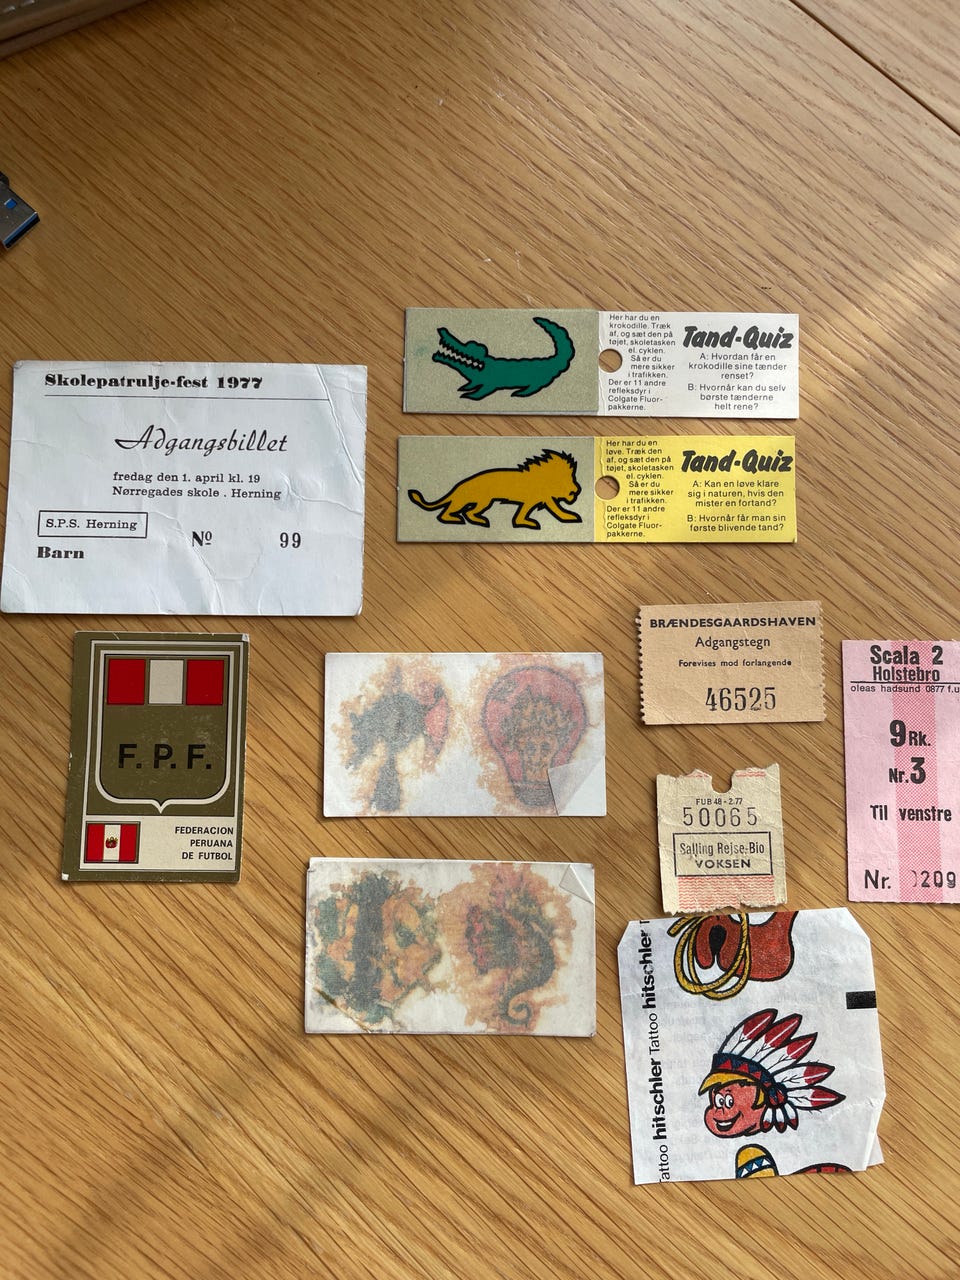 Skolepatrulje-fest 1977
Adgangsbillet
fredag den 1. april kl. 19
Nørregades skole . Herning
S.P.S. Herning
Barn
Nº 99
Her har du en
krokodille. Træk
af, og sæt den på
tøjet, skoletasken
el. cyklen.
Så er du
mere sikker
i trafikken.
Der er 11 andre
refleksdyr i
Colgate Fluor-
pakkerne.
Tand-Quiz
A: Hvordan får en
krokodille sine tænder
renset?
B: Hvornår kan du selv
børste tænderne
helt rene?
Her har du en
løve. Træk den
af, og sæt den på
tøjet, skoletasken
el. cyklen.
Så er du
mere sikker
i trafikken.
Der er 11 andre
refleksdyr i
Colgate Fluor-
pakkerne.
Tand-Quiz
A: Kan en løve klare
sig i naturen, hvis den
mister en fortand?
B: Hvornår får man sin
første blivende tand?
F.P.F.
FEDERACION
PERUANA
DE FUTBOL
BRÆNDESGAARDSHAVEN
Adgangstegn
Forevises mod forlangende
46525
FUB 48 - 2.77
50065
Salling Rejse-Bio
VOKSEN
Scala 2
Holstebro
oleas hadsund 0877 f.u
9 Rk.
Nr. 3
Til venstre
Nr. 0209
attoo hitschler Tattoo hitschler T